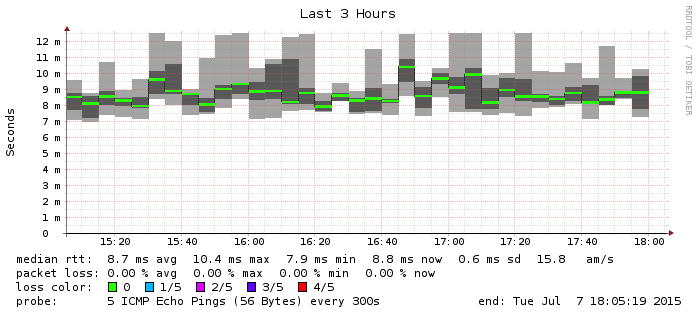 Last 3 Hours
RRDTOOL / TOBI OETIKER
Seconds
12 m
11 m
10 m
9 m
8 m
7 m
6 m
5 m
4 m
3 m
2 m
1 m
0
15:20 15:40 16:00 16:20 16:40 17:00 17:20 17:40 18:00
median rtt: 8.7 ms avg 10.4 ms max 7.9 ms min 8.8 ms now 0.6 ms sd 15.8 am/s
packet loss: 0.00 % avg 0.00 % max 0.00 % min 0.00 % now
loss color: 0 1/5 2/5 3/5 4/5
probe: 5 ICMP Echo Pings (56 Bytes) every 300s end: Tue Jul 7 18:05:19 2015